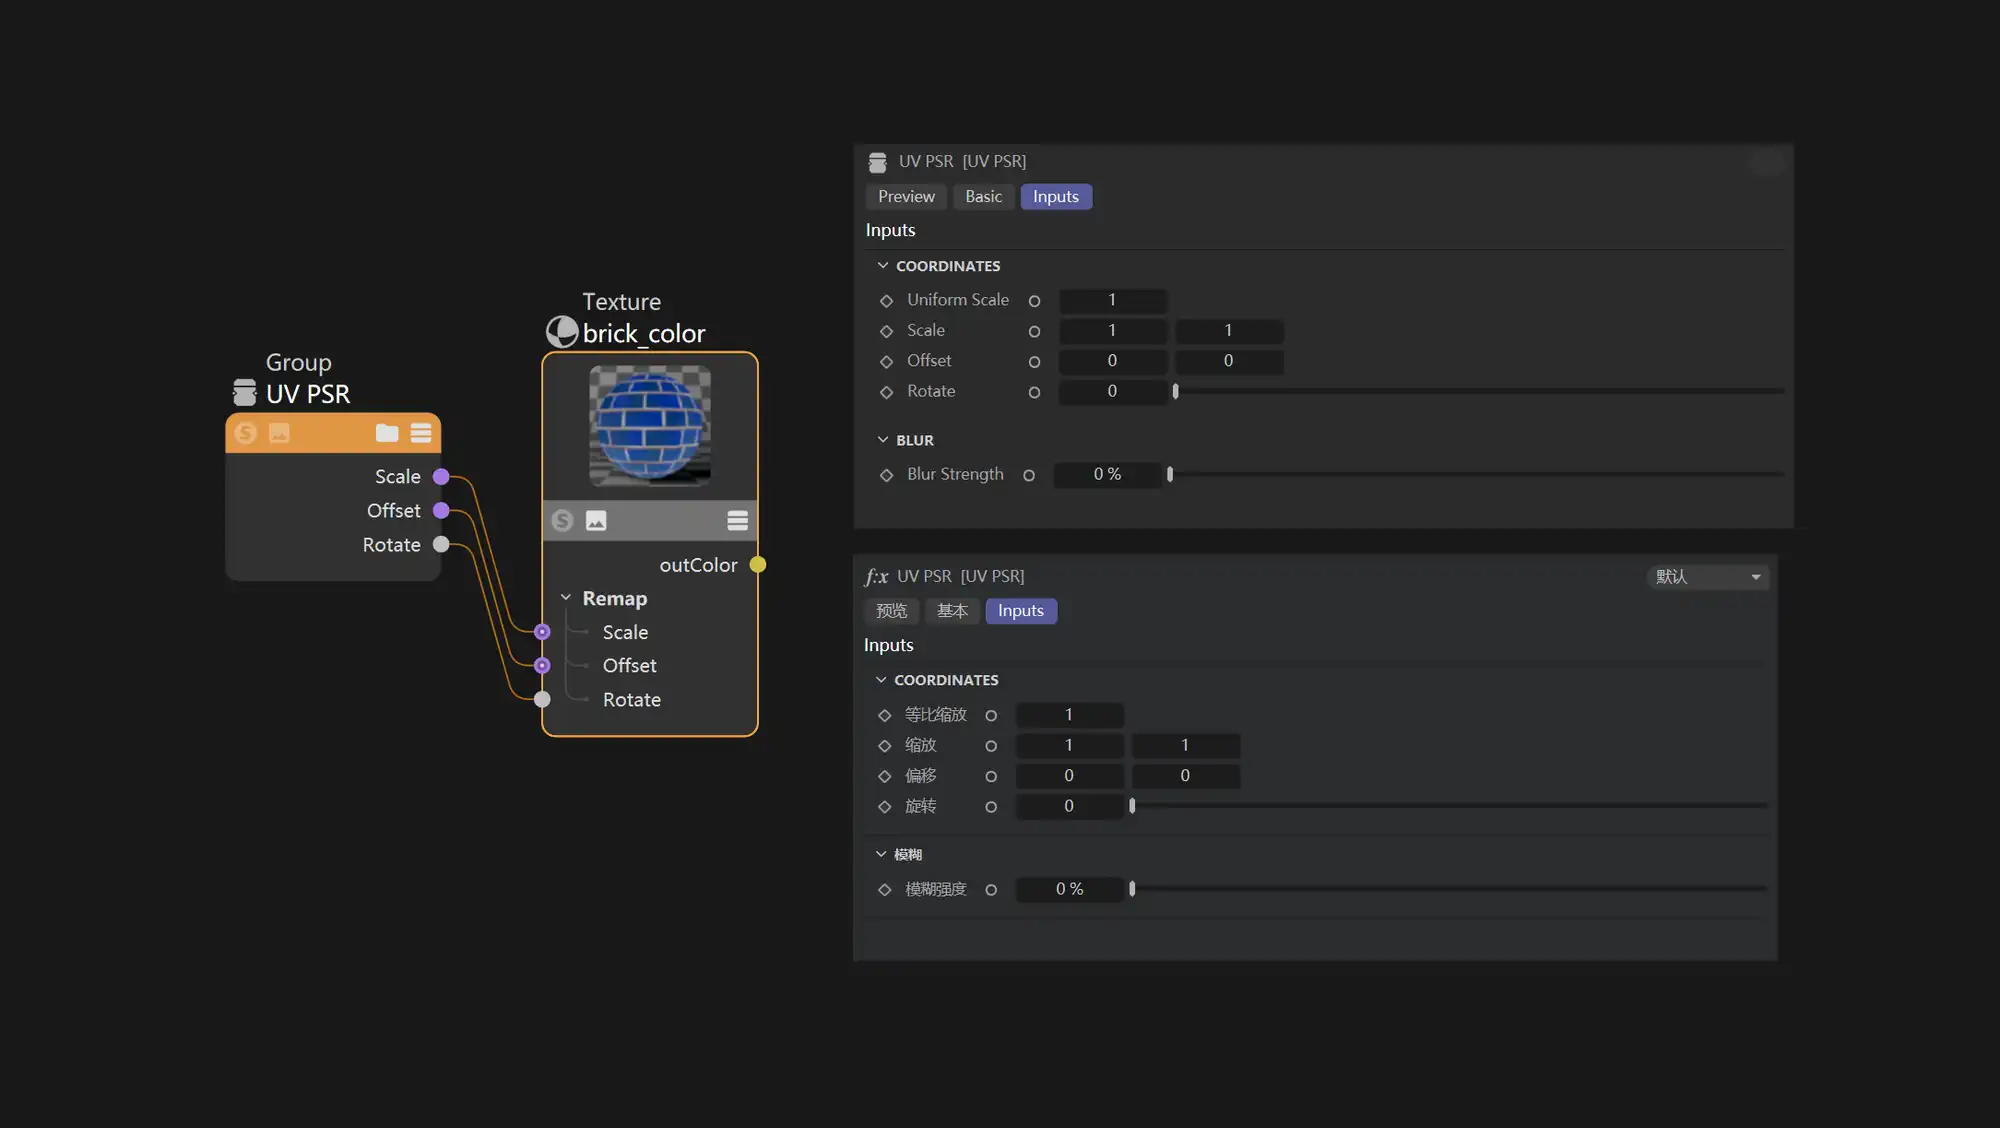 Group
UV PSR
Scale
Offset
Rotate
Texture
brick_color
outColor
Remap
Scale
Offset
Rotate
UV PSR [UV PSR]
Preview Basic Inputs
Inputs
COORDINATES
Uniform Scale 1
Scale 1 1
Offset 0 0
Rotate 0
BLUR
Blur Strength 0 %
f:x UV PSR [UV PSR] 默认
预览 基本 Inputs
Inputs
COORDINATES
等比缩放 1
缩放 1 1
偏移 0 0
旋转 0
模糊
模糊强度 0 %